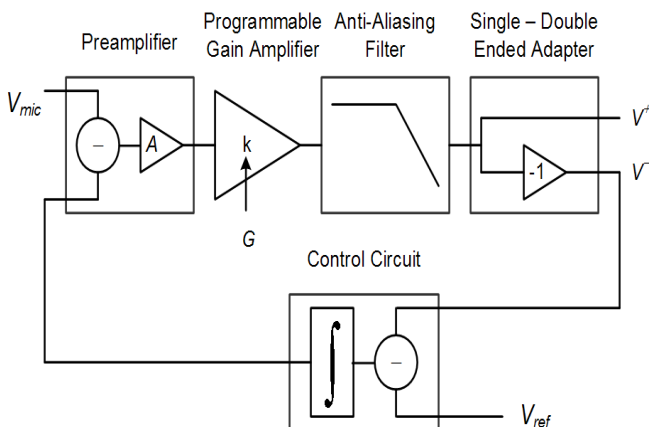 Preamplifier
Programmable
Gain Amplifier
Anti-Aliasing
Filter
Single – Double
Ended Adapter
Vmic
−
A
k
G
-1
V+
V−
Control Circuit
∫
−
Vref